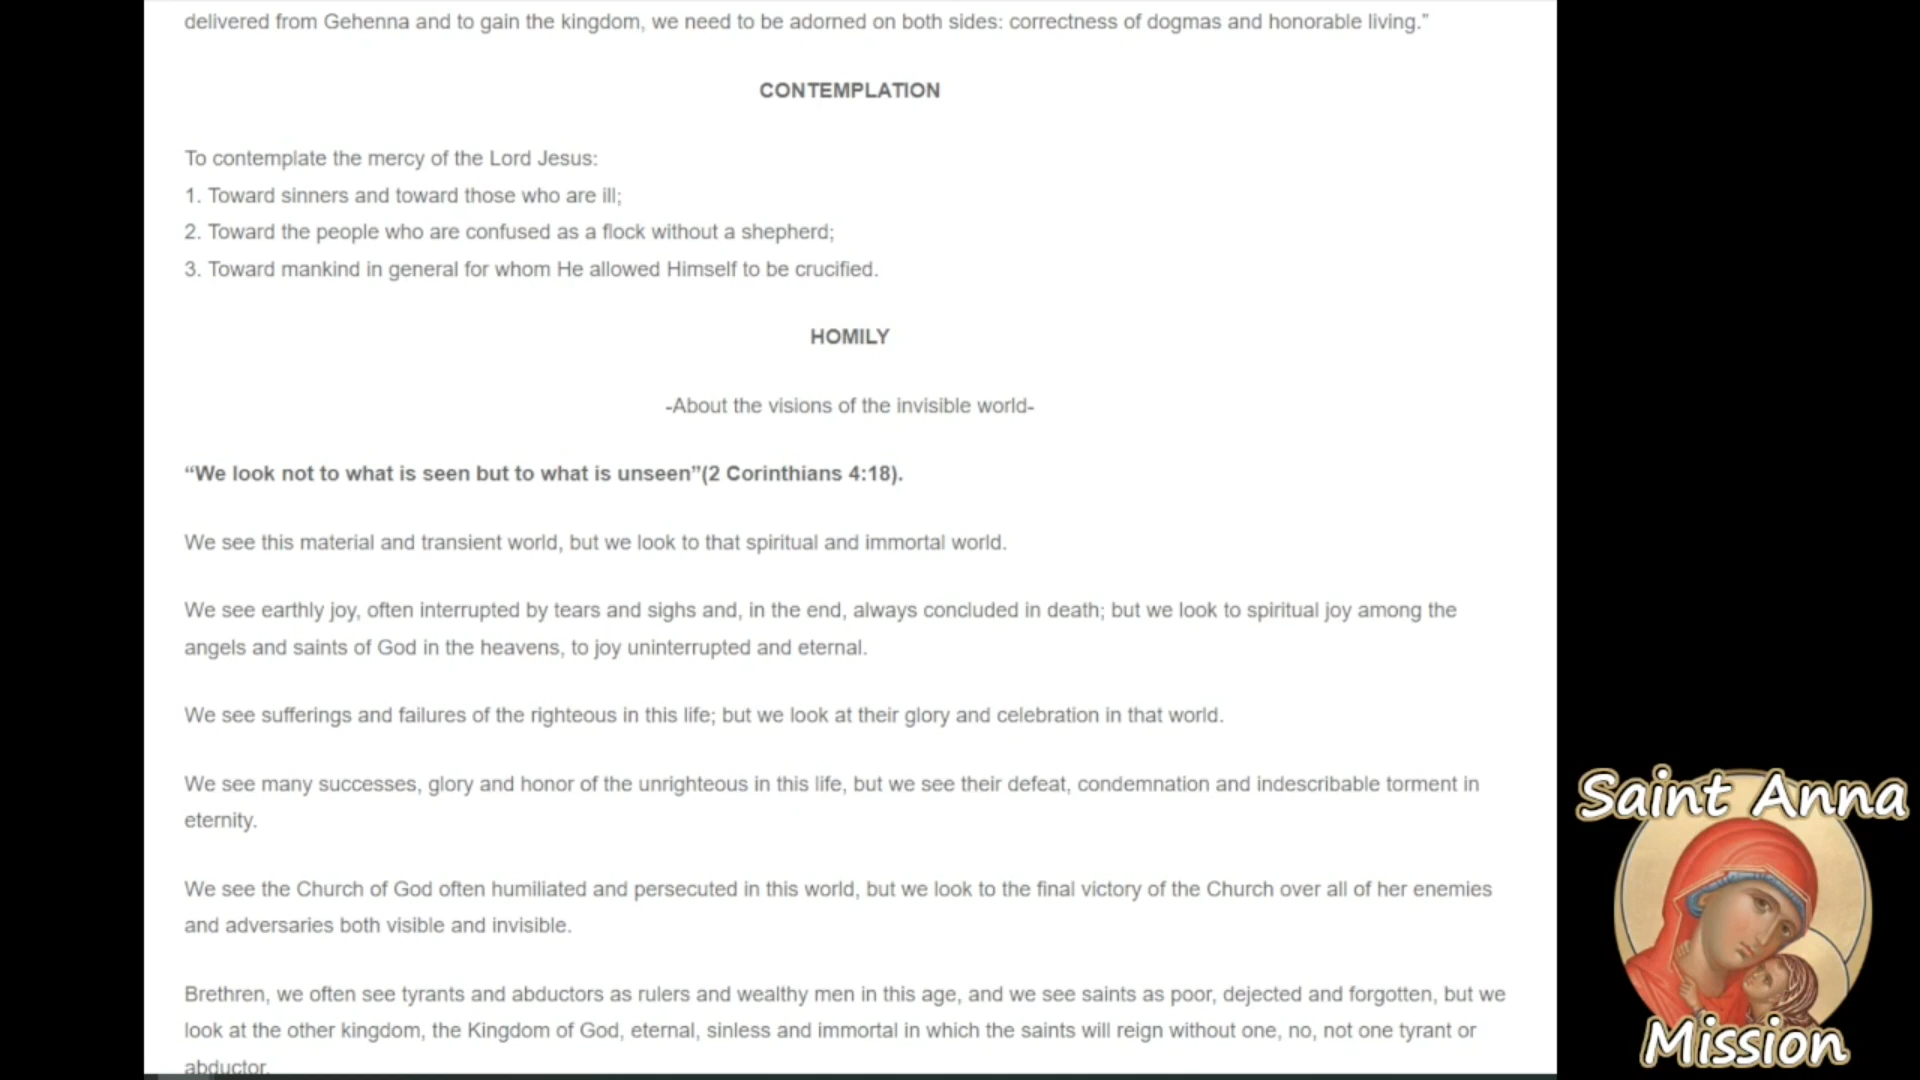 delivered from Gehenna and to gain the kingdom, we need to be adorned on both sides: correctness of dogmas and honorable living.”
CONTEMPLATION
To contemplate the mercy of the Lord Jesus:
1. Toward sinners and toward those who are ill;
2. Toward the people who are confused as a flock without a shepherd;
3. Toward mankind in general for whom He allowed Himself to be crucified.
HOMILY
-About the visions of the invisible world-
“We look not to what is seen but to what is unseen”(2 Corinthians 4:18).
We see this material and transient world, but we look to that spiritual and immortal world.
We see earthly joy, often interrupted by tears and sighs and, in the end, always concluded in death; but we look to spiritual joy among the
angels and saints of God in the heavens, to joy uninterrupted and eternal.
We see sufferings and failures of the righteous in this life; but we look at their glory and celebration in that world.
We see many successes, glory and honor of the unrighteous in this life, but we see their defeat, condemnation and indescribable torment in
eternity.
We see the Church of God often humiliated and persecuted in this world, but we look to the final victory of the Church over all of her enemies
and adversaries both visible and invisible.
Brethren, we often see tyrants and abductors as rulers and wealthy men in this age, and we see saints as poor, dejected and forgotten, but we
look at the other kingdom, the Kingdom of God, eternal, sinless and immortal in which the saints will reign without one, no, not one tyrant or
abductor.
Saint Anna
Mission